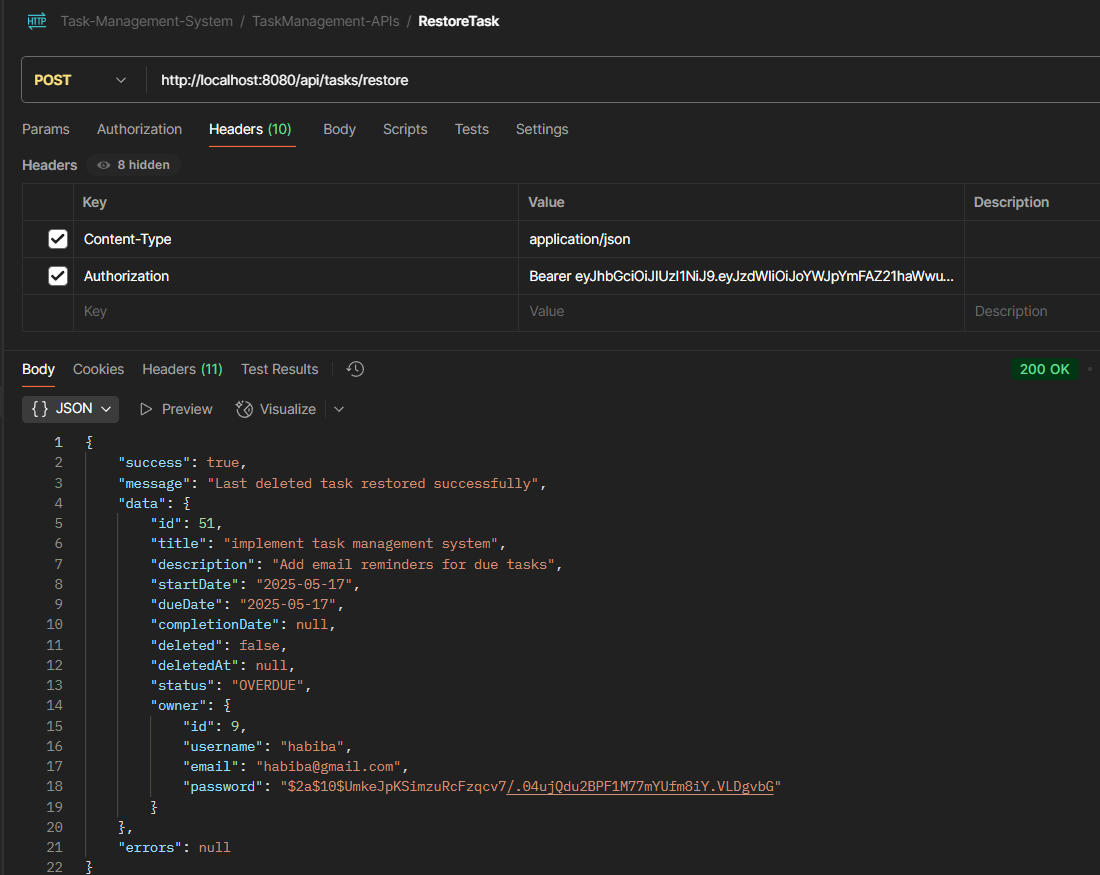 HTTP Task-Management-System / TaskManagement-APIs / RestoreTask
POST http://localhost:8080/api/tasks/restore
Params Authorization Headers (10) Body Scripts Tests Settings
Headers 8 hidden
Key Value Description
Content-Type application/json
Authorization Bearer eyJhbGciOiJIUzI1NiJ9.eyJzdWIiOiJoYWJpYmFAZ21haWwu...
Key Value Description
Body Cookies Headers (11) Test Results 200 OK
{} JSON Preview Visualize
1 {
2 "success": true,
3 "message": "Last deleted task restored successfully",
4 "data": {
5 "id": 51,
6 "title": "implement task management system",
7 "description": "Add email reminders for due tasks",
8 "startDate": "2025-05-17",
9 "dueDate": "2025-05-17",
10 "completionDate": null,
11 "deleted": false,
12 "deletedAt": null,
13 "status": "OVERDUE",
14 "owner": {
15 "id": 9,
16 "username": "habiba",
17 "email": "habiba@gmail.com",
18 "password": "$2a$10$UmkeJpKSimzuRcFzqcv7/.04ujQdu2BPF1M77mYUfm8iY.VLDgvbG"
19 }
20 },
21 "errors": null
22 }